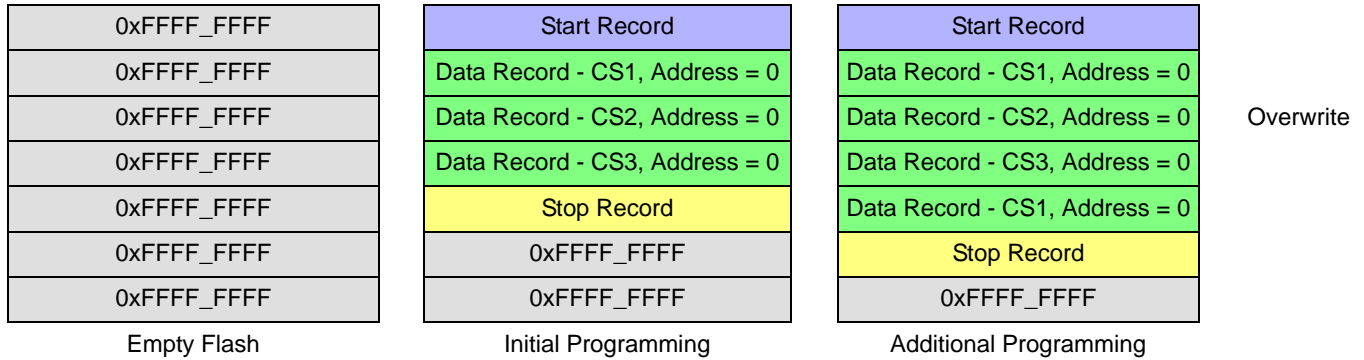 0xFFFF_FFFF
0xFFFF_FFFF
0xFFFF_FFFF
0xFFFF_FFFF
0xFFFF_FFFF
0xFFFF_FFFF
0xFFFF_FFFF
Empty Flash
Start Record
Data Record - CS1, Address = 0
Data Record - CS2, Address = 0
Data Record - CS3, Address = 0
Stop Record
0xFFFF_FFFF
0xFFFF_FFFF
Initial Programming
Start Record
Data Record - CS1, Address = 0
Data Record - CS2, Address = 0
Data Record - CS3, Address = 0
Data Record - CS1, Address = 0
Stop Record
0xFFFF_FFFF
Additional Programming
Overwrite